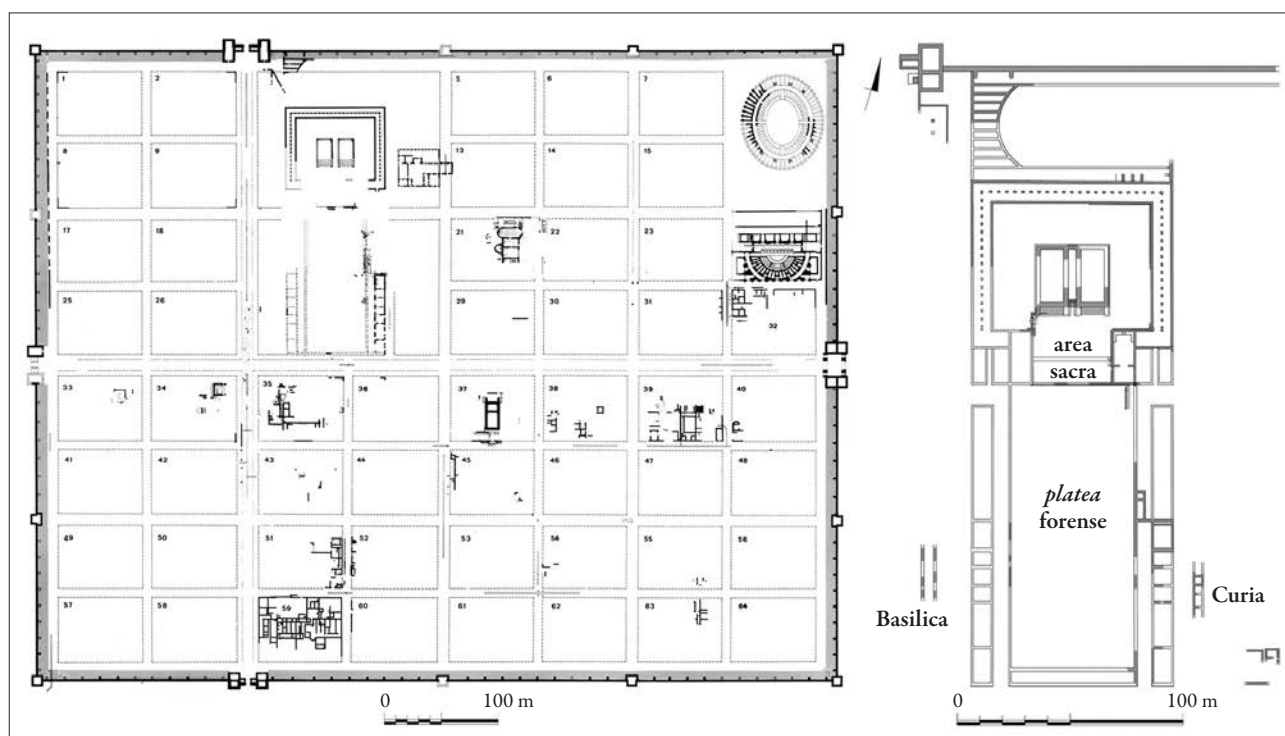 1 2 5 6 7
8 9 13 14 15
17 18 21 22 23
25 26 29 30 31 32
33 34 35 36 37 38 39 40
41 42 43 44 45 46 47 48
49 50 51 52 53 54 55 56
57 58 59 60 61 62 63 64
0 100 m
area
sacra
platea
forense
Basilica
Curia
0 100 m